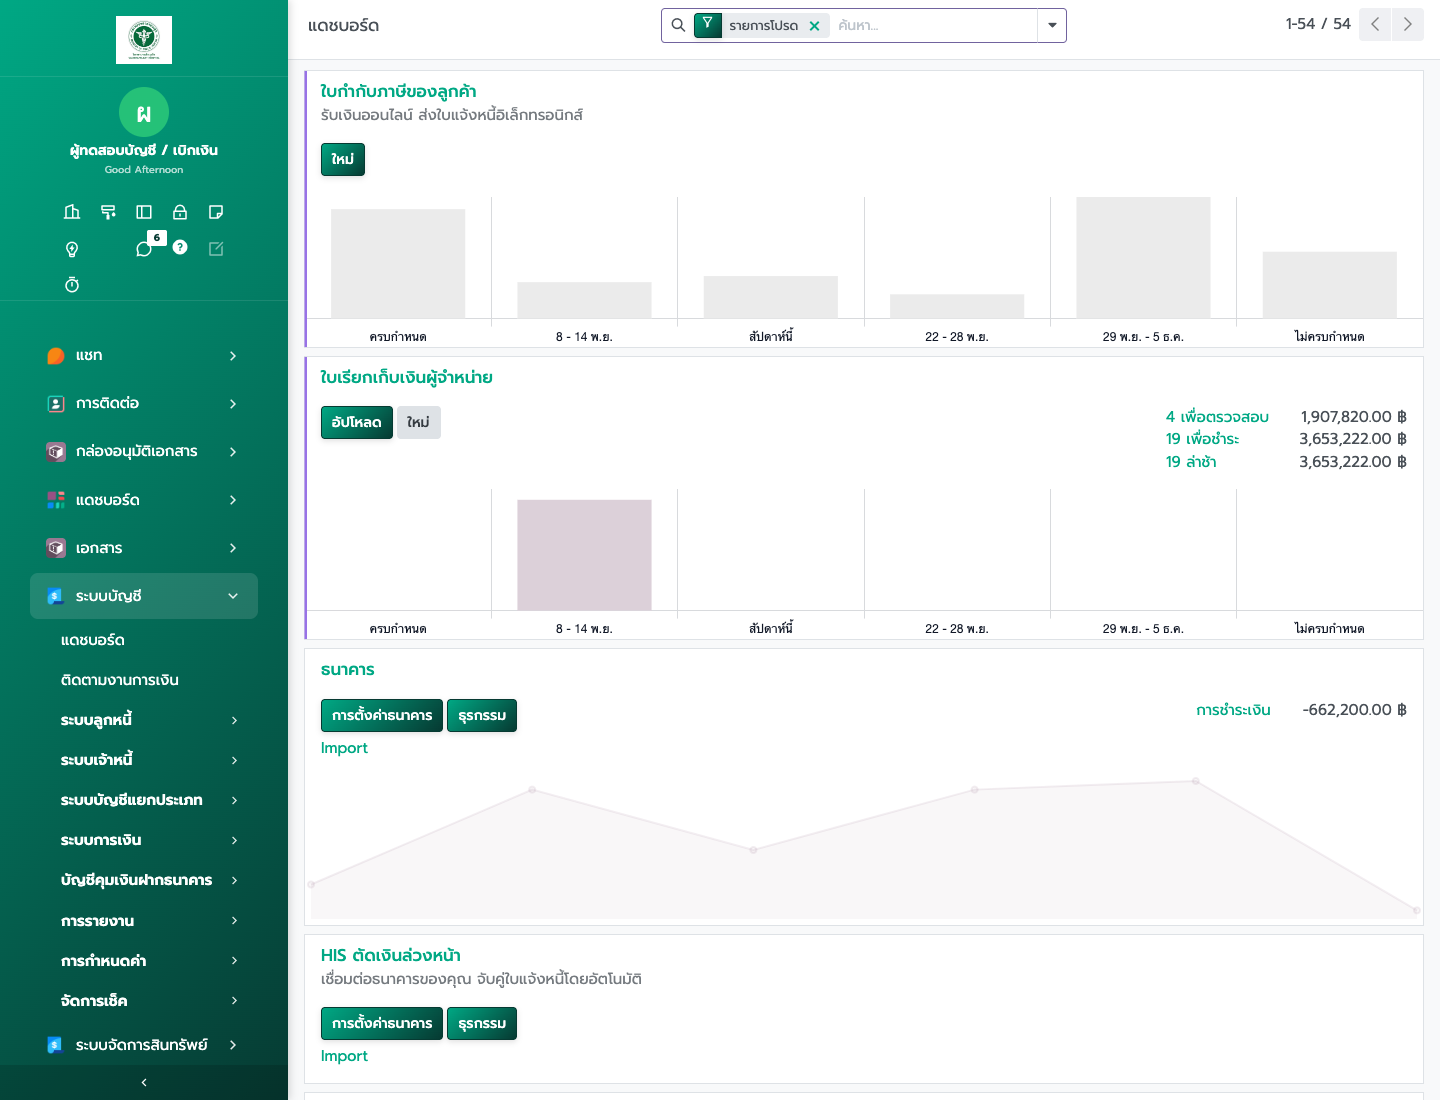 ผ
ผู้ทดสอบบัญชี / เบิกเงิน
Good Afternoon
6
แชท
การติดต่อ
กล่องอนุมัติเอกสาร
แดชบอร์ด
เอกสาร
ระบบบัญชี
แดชบอร์ด
ติดตามงานการเงิน
ระบบลูกหนี้
ระบบเจ้าหนี้
ระบบบัญชีแยกประเภท
ระบบการเงิน
บัญชีคุมเงินฝากธนาคาร
การรายงาน
การกำหนดค่า
จัดการเช็ค
ระบบจัดการสินทรัพย์
แดชบอร์ด
รายการโปรด
ค้นหา...
1-54 / 54
ใบกำกับภาษีของลูกค้า
รับเงินออนไลน์ ส่งใบแจ้งหนี้อิเล็กทรอนิกส์
ใหม่
ครบกำหนด 8 - 14 พ.ย. สัปดาห์นี้ 22 - 28 พ.ย. 29 พ.ย. - 5 ธ.ค. ไม่ครบกำหนด
ใบเรียกเก็บเงินผู้จำหน่าย
อัปโหลด ใหม่
4 เพื่อตรวจสอบ 1,907,820.00 ฿
19 เพื่อชำระ 3,653,222.00 ฿
19 ล่าช้า 3,653,222.00 ฿
ครบกำหนด 8 - 14 พ.ย. สัปดาห์นี้ 22 - 28 พ.ย. 29 พ.ย. - 5 ธ.ค. ไม่ครบกำหนด
ธนาคาร
การตั้งค่าธนาคาร ธุรกรรม
การชำระเงิน -662,200.00 ฿
Import
HIS ตัดเงินล่วงหน้า
เชื่อมต่อธนาคารของคุณ จับคู่ใบแจ้งหนี้โดยอัตโนมัติ
การตั้งค่าธนาคาร ธุรกรรม
Import